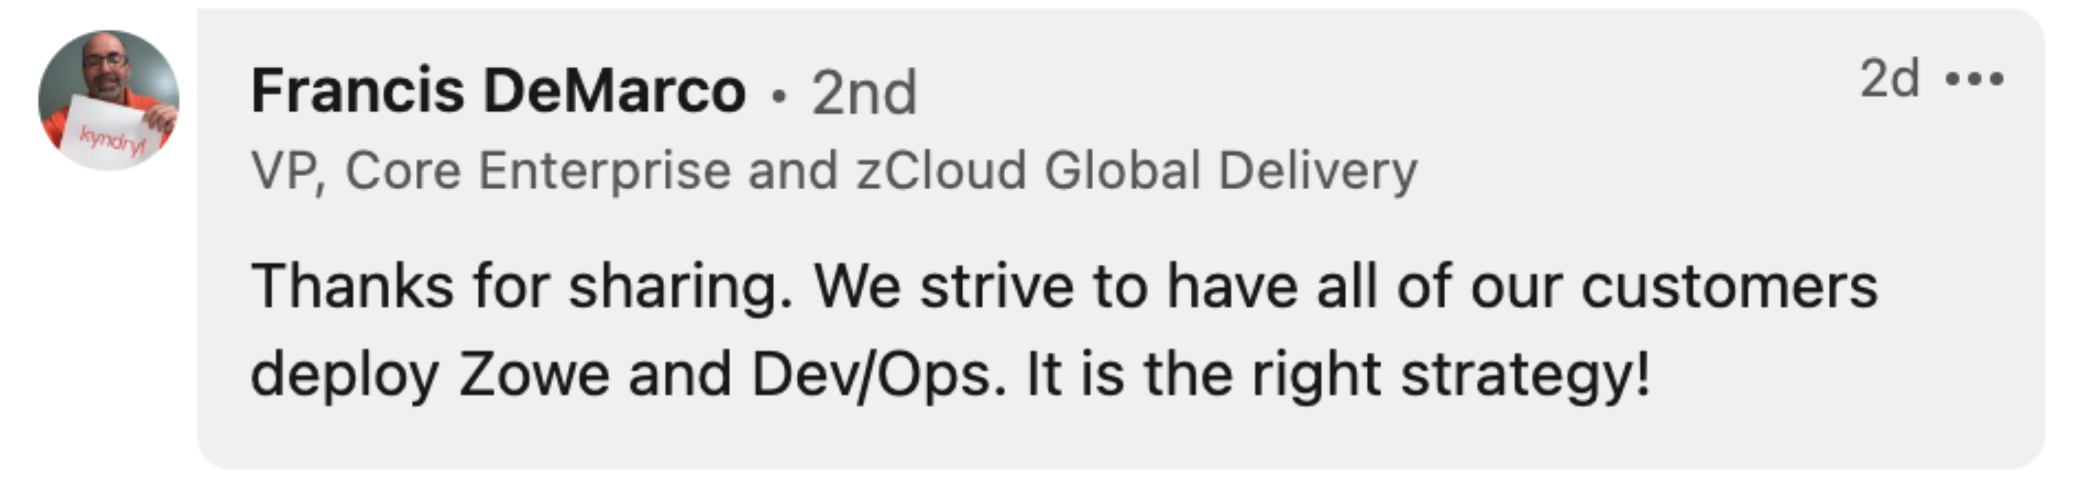 kyndryl
Francis DeMarco • 2nd
2d •••
VP, Core Enterprise and zCloud Global Delivery
Thanks for sharing. We strive to have all of our customers
deploy Zowe and Dev/Ops. It is the right strategy!